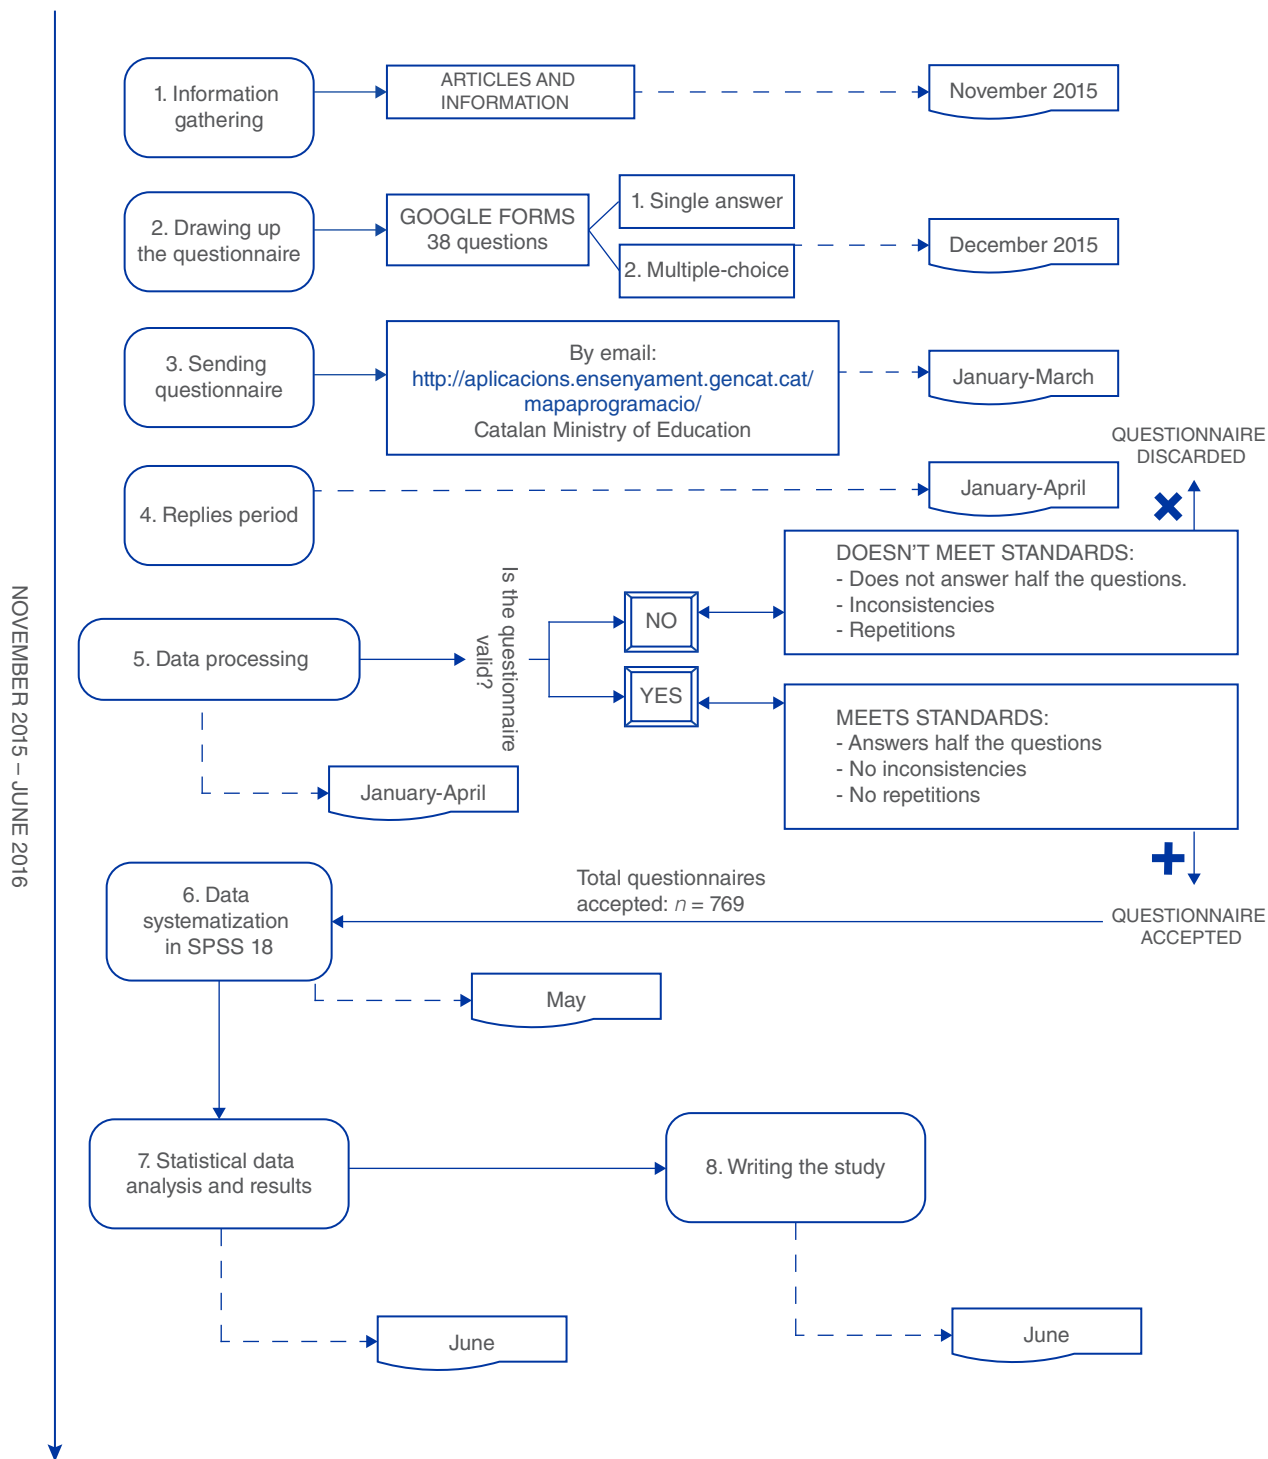 NOVEMBER 2015 – JUNE 2016
1. Information
gathering
ARTICLES AND
INFORMATION
November 2015
2. Drawing up
the questionnaire
GOOGLE FORMS
38 questions
1. Single answer
2. Multiple-choice
December 2015
3. Sending
questionnaire
By email:
http://aplicacions.ensenyament.gencat.cat/
mapaprogramacio/
Catalan Ministry of Education
January-March
4. Replies period
January-April
QUESTIONNAIRE
DISCARDED
5. Data processing
Is the questionnaire
valid?
NO
DOESN’T MEET STANDARDS:
- Does not answer half the questions.
- Inconsistencies
- Repetitions
YES
MEETS STANDARDS:
- Answers half the questions
- No inconsistencies
- No repetitions
January-April
QUESTIONNAIRE
ACCEPTED
Total questionnaires
accepted: n = 769
6. Data
systematization
in SPSS 18
May
7. Statistical data
analysis and results
8. Writing the study
June
June